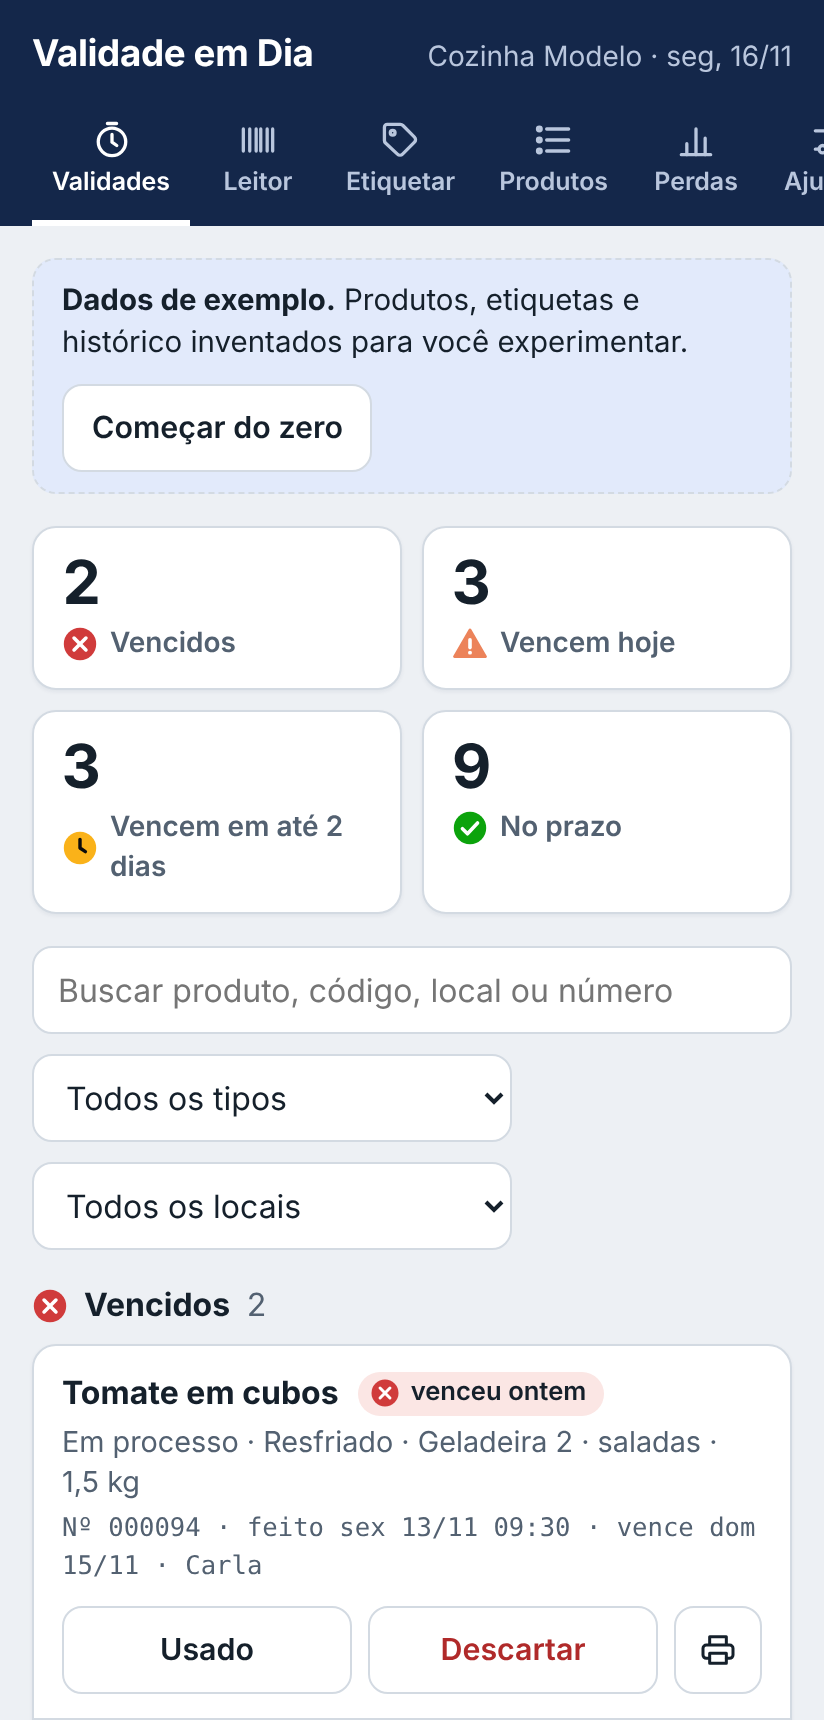 Validade em Dia
Cozinha Modelo · seg, 16/11
Validades
Leitor
Etiquetar
Produtos
Perdas
Aju
Dados de exemplo. Produtos, etiquetas e
histórico inventados para você experimentar.
Começar do zero
2
Vencidos
3
Vencem hoje
3
Vencem em até 2
dias
9
No prazo
Buscar produto, código, local ou número
Todos os tipos
Todos os locais
Vencidos 2
Tomate em cubos
venceu ontem
Em processo · Resfriado · Geladeira 2 · saladas ·
1,5 kg
Nº 000094 · feito sex 13/11 09:30 · vence dom
15/11 · Carla
Usado
Descartar